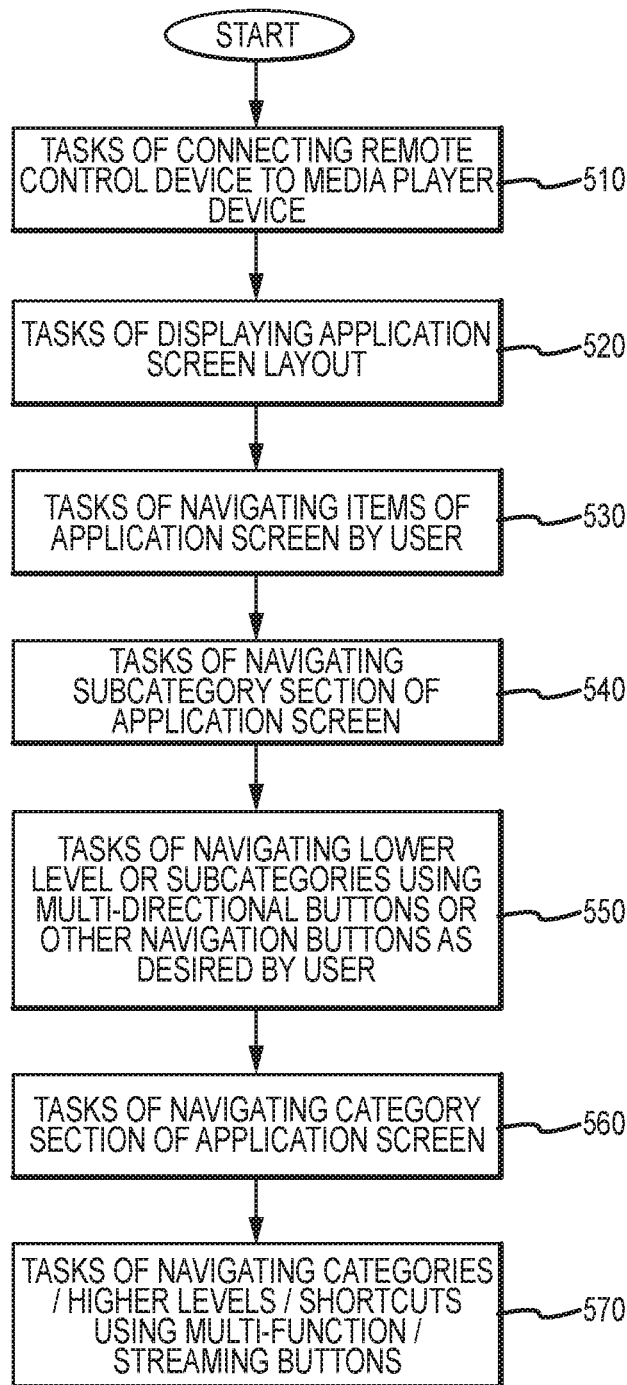 START
TASKS OF CONNECTING REMOTE
CONTROL DEVICE TO MEDIA PLAYER
DEVICE
510
TASKS OF DISPLAYING APPLICATION
SCREEN LAYOUT
520
TASKS OF NAVIGATING ITEMS OF
APPLICATION SCREEN BY USER
530
TASKS OF NAVIGATING
SUBCATEGORY SECTION OF
APPLICATION SCREEN
540
TASKS OF NAVIGATING LOWER
LEVEL OR SUBCATEGORIES USING
MULTI-DIRECTIONAL BUTTONS OR
OTHER NAVIGATION BUTTONS AS
DESIRED BY USER
550
TASKS OF NAVIGATING CATEGORY
SECTION OF APPLICATION SCREEN
560
TASKS OF NAVIGATING CATEGORIES
/ HIGHER LEVELS / SHORTCUTS
USING MULTI-FUNCTION /
STREAMING BUTTONS
570